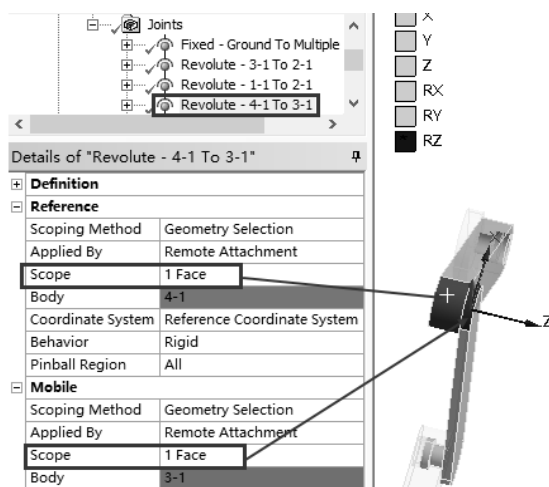 Joints
Fixed - Ground To Multiple
Revolute - 3-1 To 2-1
Revolute - 1-1 To 2-1
Revolute - 4-1 To 3-1
Details of "Revolute - 4-1 To 3-1"
Definition
Reference
Scoping Method Geometry Selection
Applied By Remote Attachment
Scope 1 Face
Body 4-1
Coordinate System Reference Coordinate System
Behavior Rigid
Pinball Region All
Mobile
Scoping Method Geometry Selection
Applied By Remote Attachment
Scope 1 Face
Body 3-1
X
Y
Z
RX
RY
RZ
X
Z